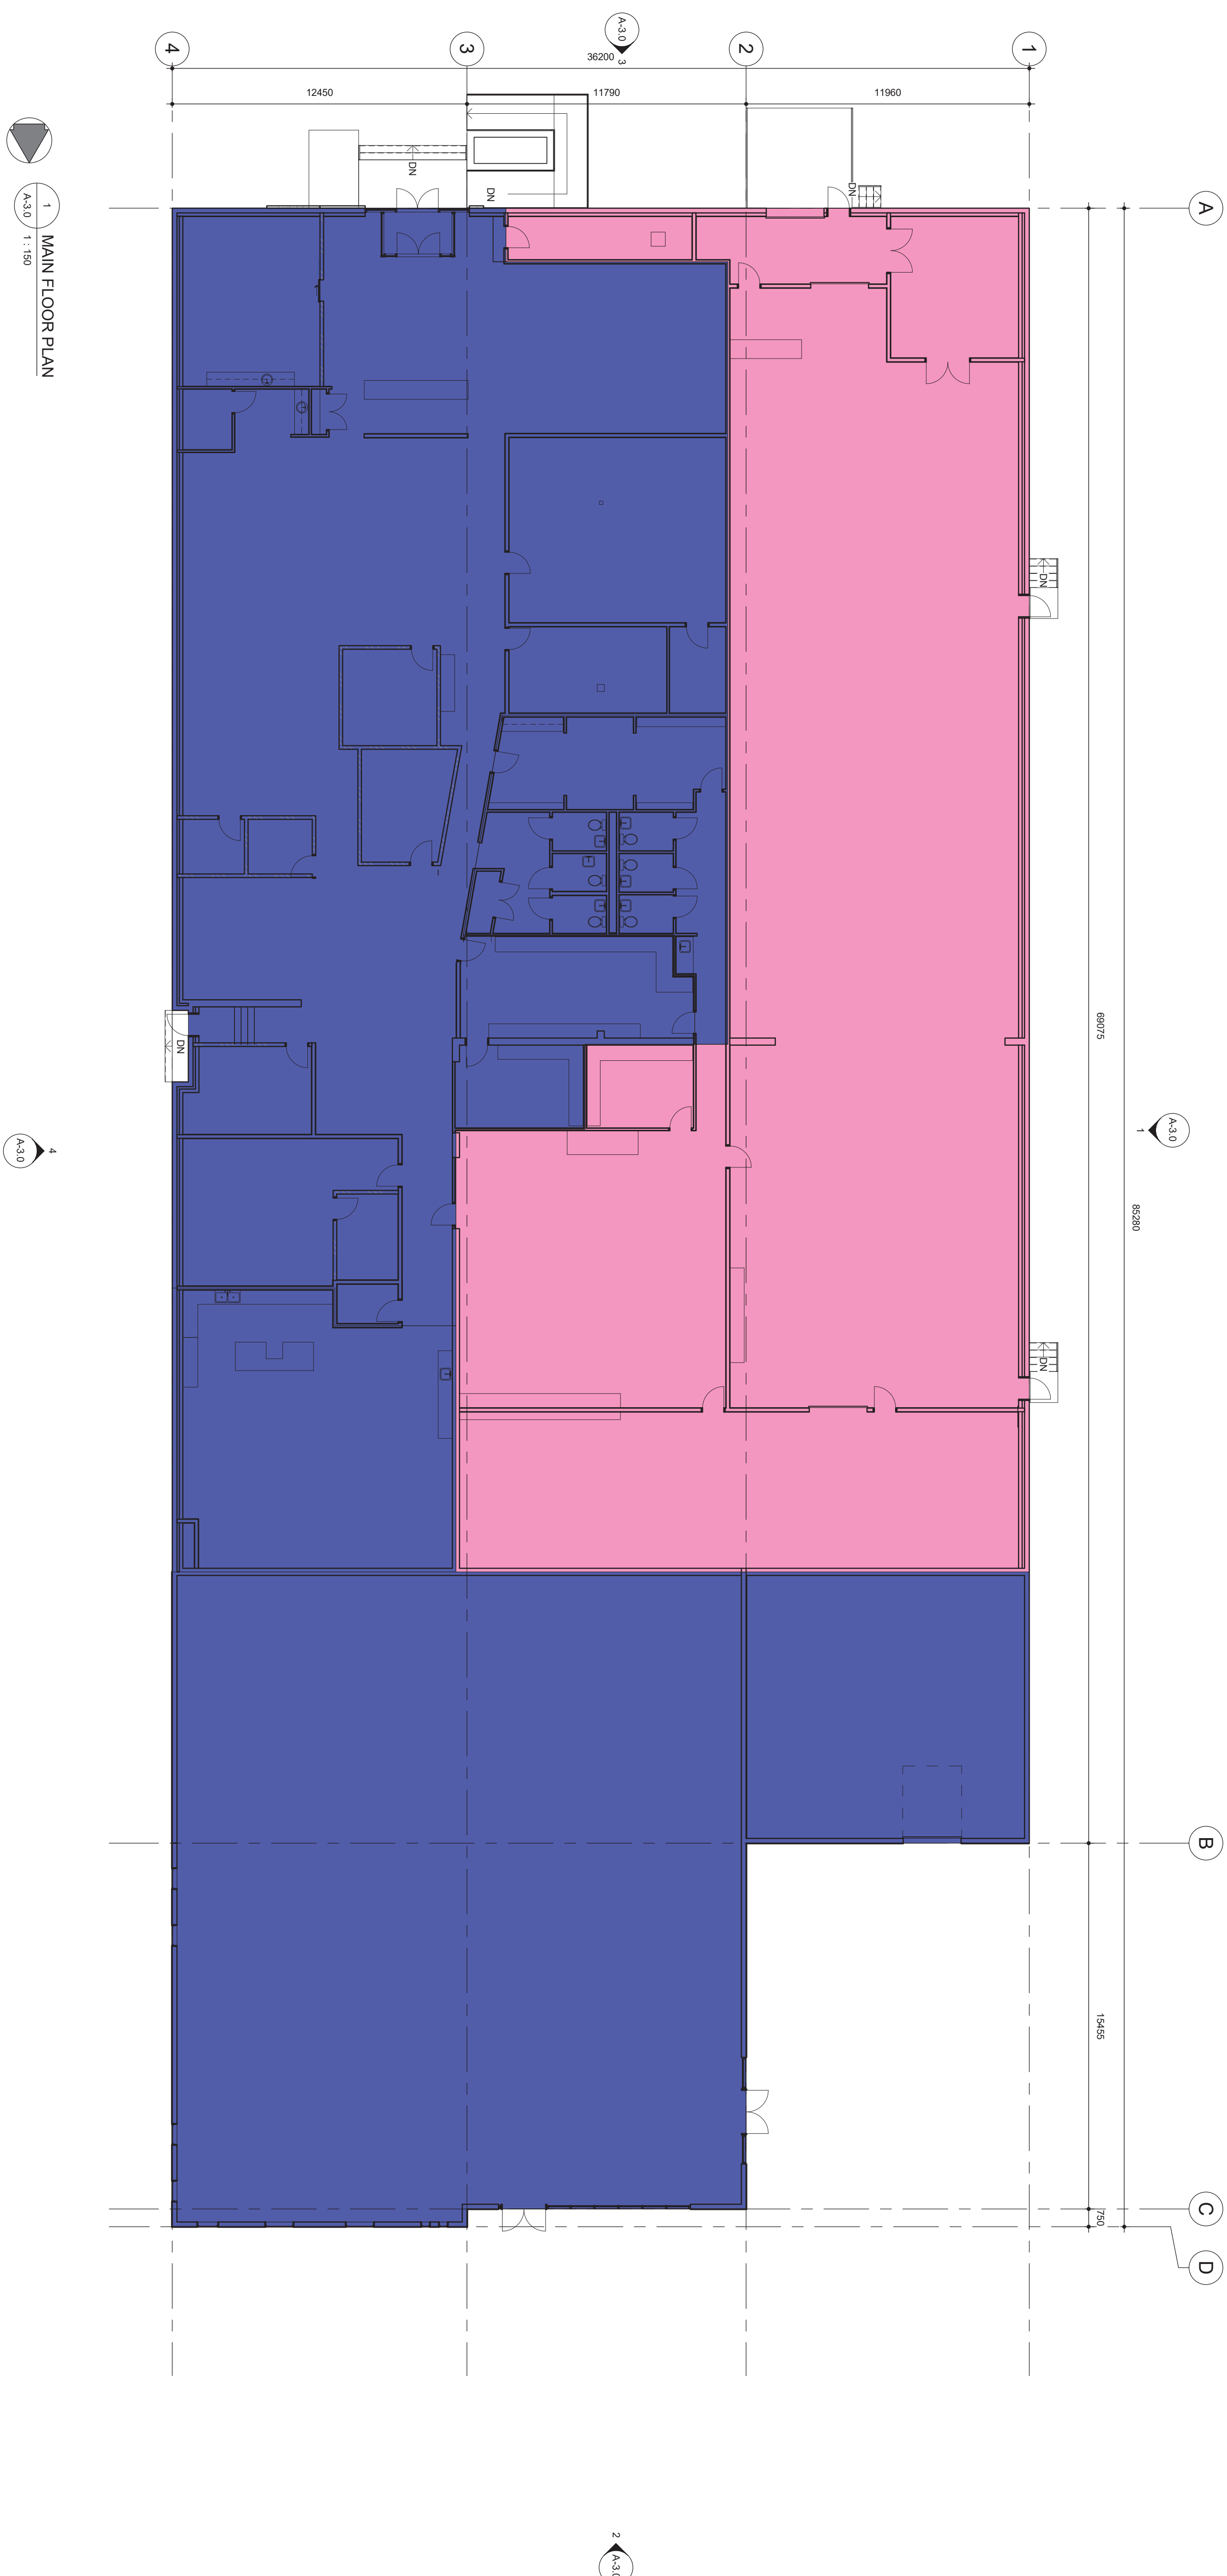 4
3
2
1
A-3.0
3
36200
12450
11790
11960
A
DN
DN
DN
1
A-3.0
MAIN FLOOR PLAN
1 : 150
DN
69075
DN
A-3.0
1
4
A-3.0
85280
DN
B
15455
C
750
D
2
A-3.0